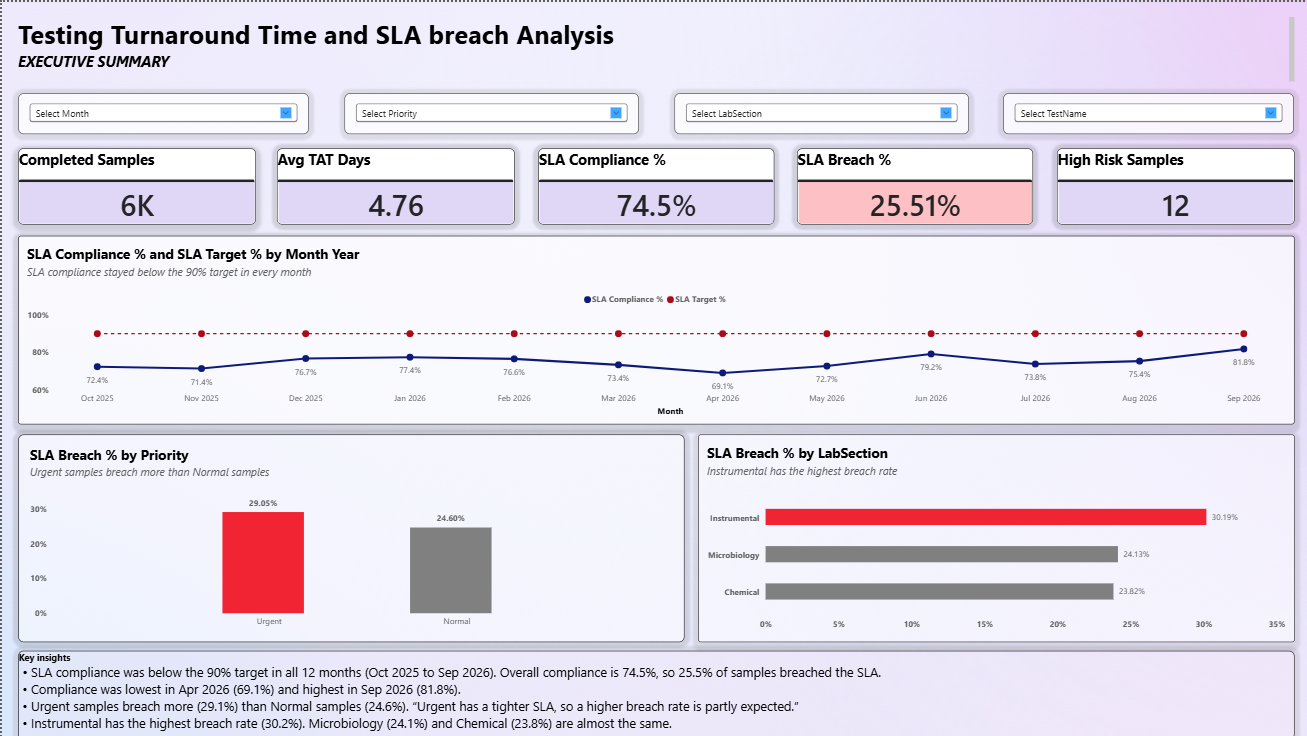 Testing Turnaround Time and SLA breach Analysis
EXECUTIVE SUMMARY
Select Month
Select Priority
Select LabSection
Select TestName
Completed Samples
6K
Avg TAT Days
4.76
SLA Compliance %
74.5%
SLA Breach %
25.51%
High Risk Samples
12
SLA Compliance % and SLA Target % by Month Year
SLA compliance stayed below the 90% target in every month
SLA Compliance % SLA Target %
100%
80%
60%
72.4% 71.4% 76.7% 77.4% 76.6% 73.4% 69.1% 72.7% 79.2% 73.8% 75.4% 81.8%
Oct 2025 Nov 2025 Dec 2025 Jan 2026 Feb 2026 Mar 2026 Apr 2026 May 2026 Jun 2026 Jul 2026 Aug 2026 Sep 2026
Month
SLA Breach % by Priority
Urgent samples breach more than Normal samples
30%
20%
10%
0%
29.05%
24.60%
Urgent Normal
SLA Breach % by LabSection
Instrumental has the highest breach rate
Instrumental 30.19%
Microbiology 24.13%
Chemical 23.82%
0% 5% 10% 15% 20% 25% 30% 35%
Key insights
• SLA compliance was below the 90% target in all 12 months (Oct 2025 to Sep 2026). Overall compliance is 74.5%, so 25.5% of samples breached the SLA.
• Compliance was lowest in Apr 2026 (69.1%) and highest in Sep 2026 (81.8%).
• Urgent samples breach more (29.1%) than Normal samples (24.6%). “Urgent has a tighter SLA, so a higher breach rate is partly expected.”
• Instrumental has the highest breach rate (30.2%). Microbiology (24.1%) and Chemical (23.8%) are almost the same.